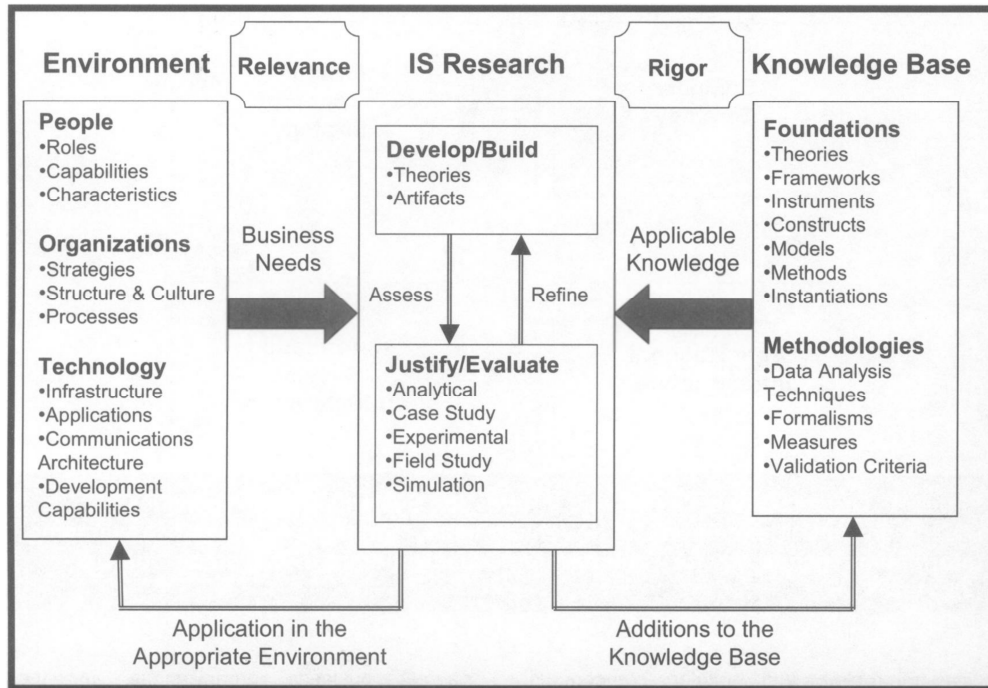 Environment
Relevance
IS Research
Rigor
Knowledge Base
People
•Roles
•Capabilities
•Characteristics
Organizations
•Strategies
•Structure & Culture
•Processes
Technology
•Infrastructure
•Applications
•Communications
Architecture
•Development
Capabilities
Business
Needs
Develop/Build
•Theories
•Artifacts
Assess
Refine
Justify/Evaluate
•Analytical
•Case Study
•Experimental
•Field Study
•Simulation
Applicable
Knowledge
Foundations
•Theories
•Frameworks
•Instruments
•Constructs
•Models
•Methods
•Instantiations
Methodologies
•Data Analysis
Techniques
•Formalisms
•Measures
•Validation Criteria
Application in the
Appropriate Environment
Additions to the
Knowledge Base